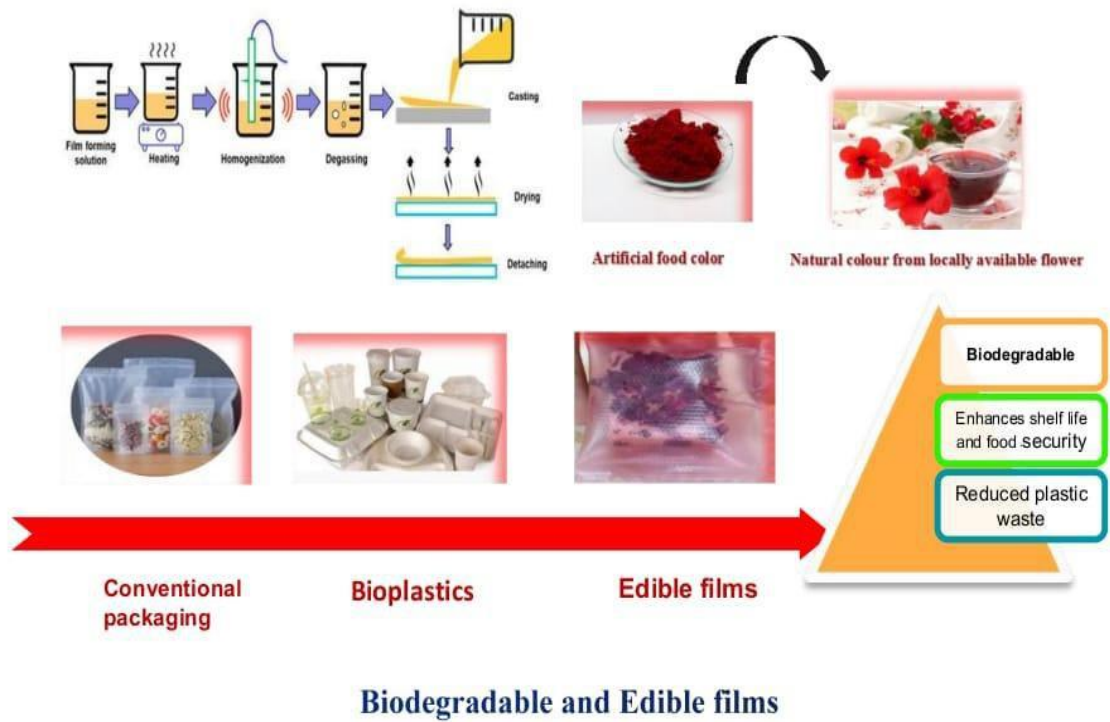 Film forming
solution
Heating
Homogenization
Degassing
Casting
Drying
Detaching
Artificial food color
Natural colour from locally available flower
Biodegradable
Enhances shelf life
and food security
Reduced plastic
waste
Conventional
packaging
Bioplastics
Edible films
Biodegradable and Edible films